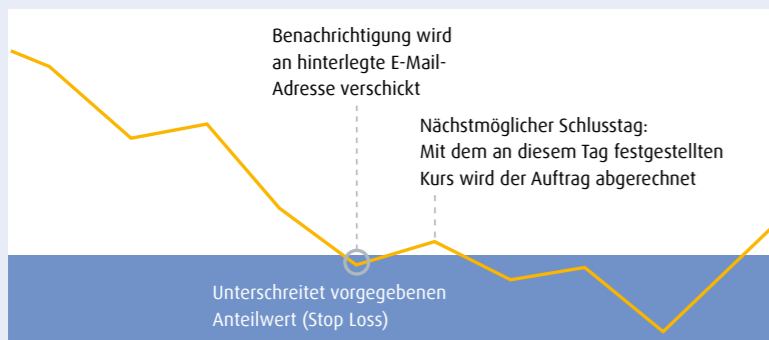 Benachrichtigung wird
an hinterlegte E-Mail-
Adresse verschickt
Nächstmöglicher Schlusstag:
Mit dem an diesem Tag festgestellten
Kurs wird der Auftrag abgerechnet
Unterschreitet vorgegebenen
Anteilwert (Stop Loss)